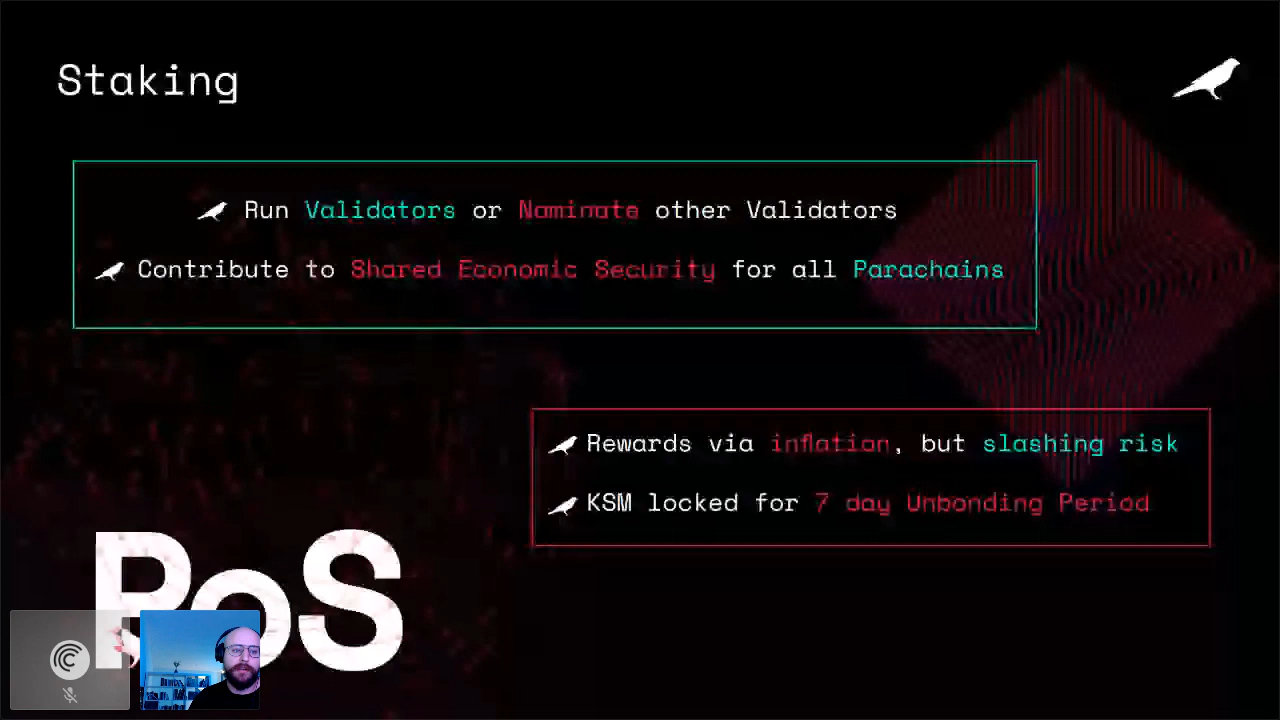 Staking
Run Validators or Nominate other Validators
Contribute to Shared Economic Security for all Parachains
Rewards via inflation, but slashing risk
KSM locked for 7 day Unbonding Period
PoS